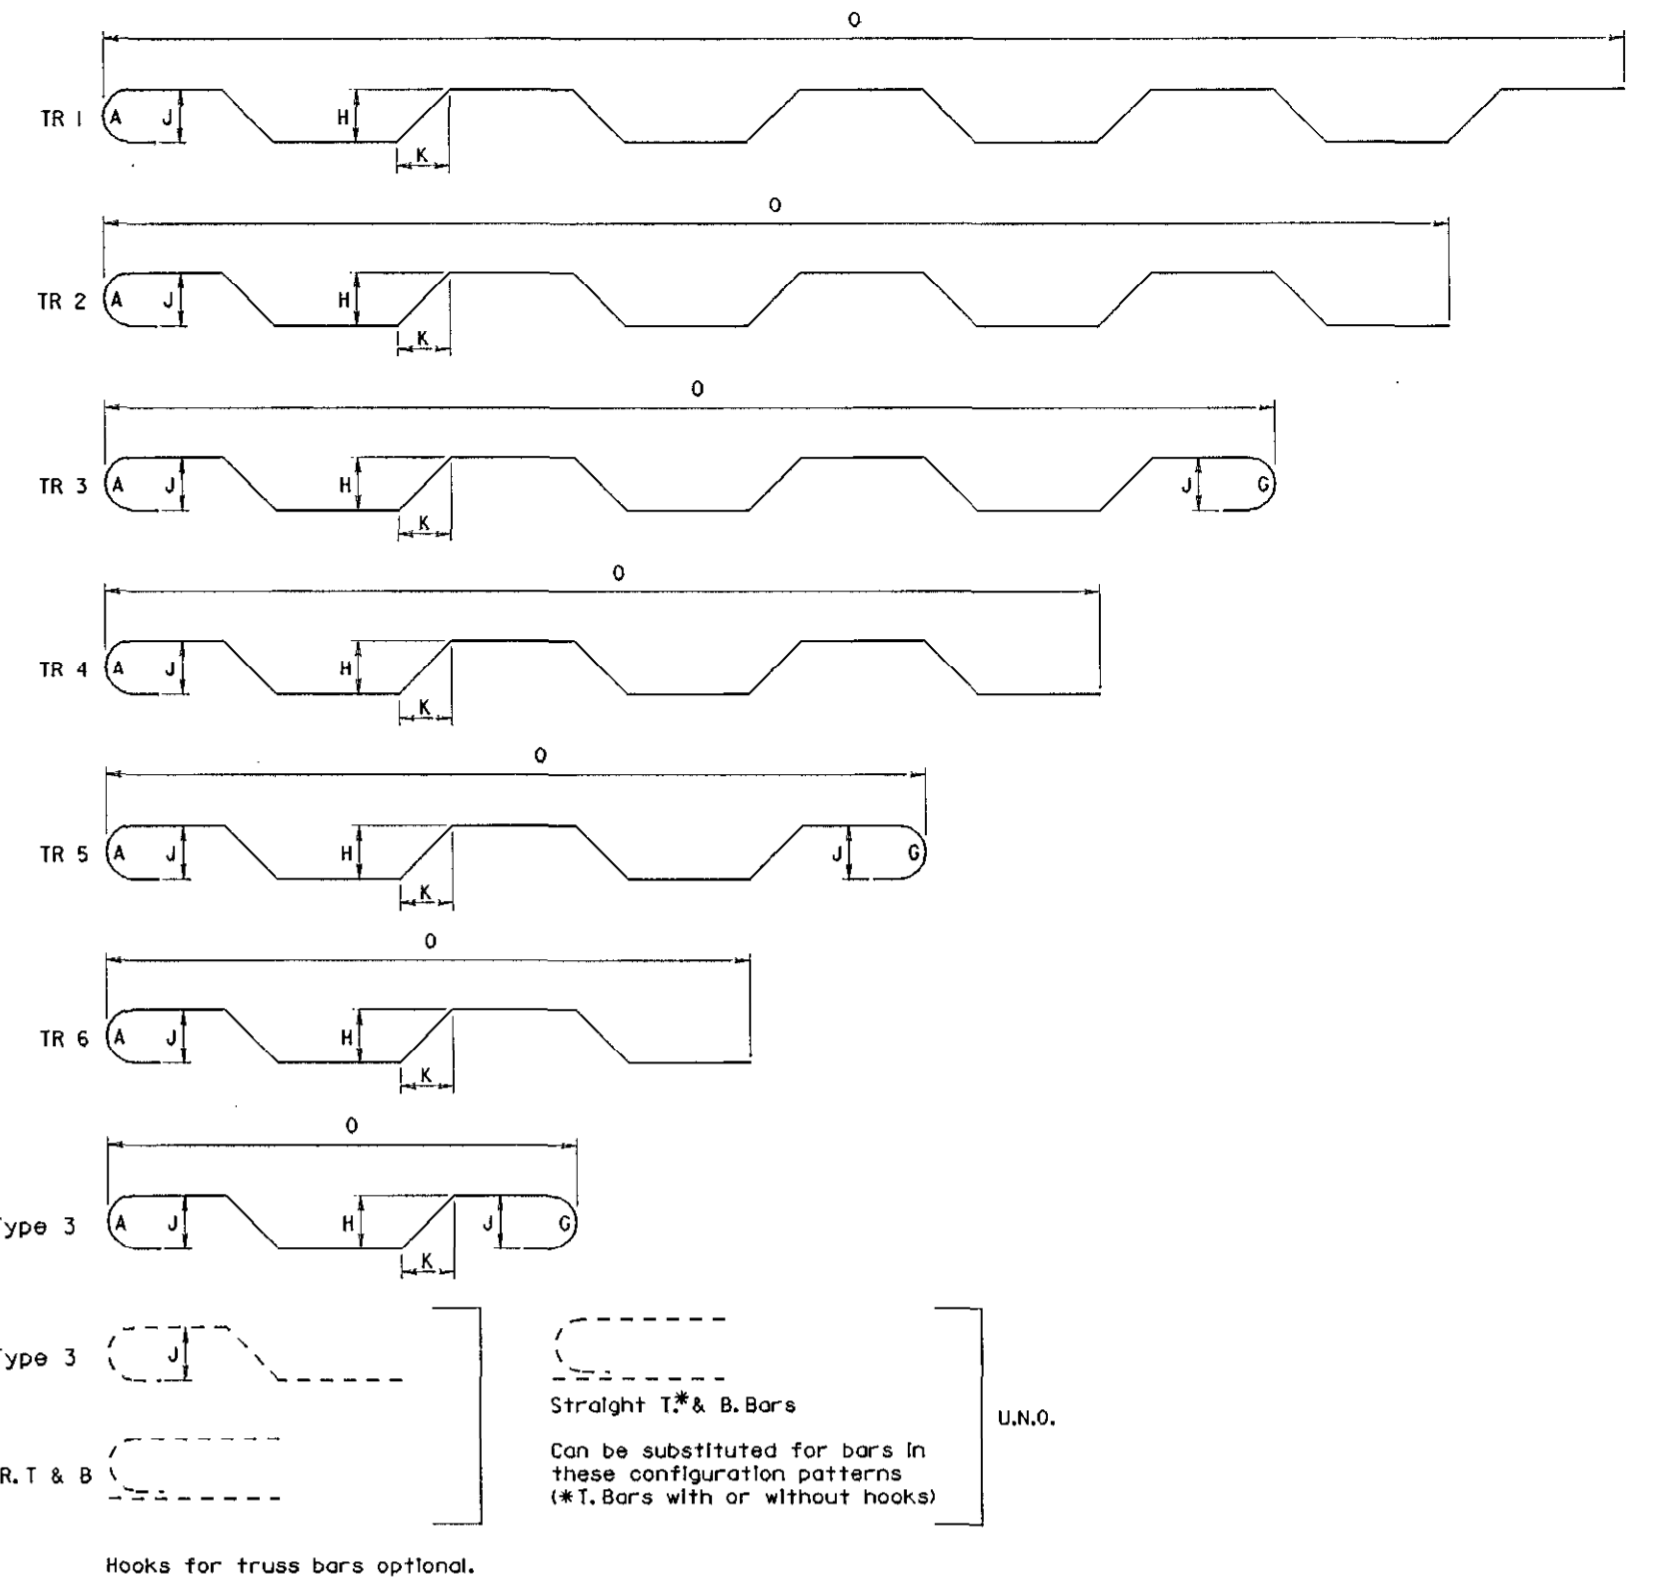 O
TR 1 A J H
K
O
TR 2 A J H
K
O
TR 3 A J H J G
K
O
TR 4 A J H
K
O
TR 5 A J H J G
K
O
TR 6 A J H
K
O
ype 3 A J H J G
K
ype 3 J
Straight T.* & B. Bars
U.N.O.
Can be substituted for bars in
R. T & B
these configuration patterns
(*T. Bars with or without hooks)
Hooks for truss bars optional.